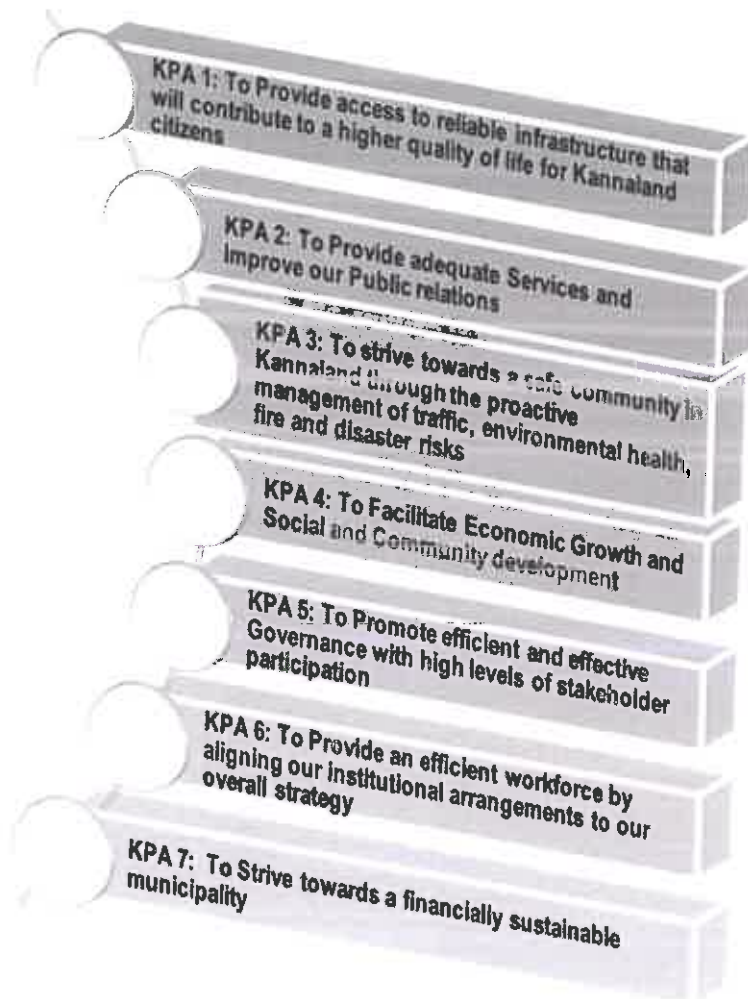 KPA 1: To Provide access to reliable infrastructure that
will contribute to a higher quality of life for Kannaland
citizens
KPA 2: To Provide adequate Services and
Improve our Public relations
KPA 3: To strive towards a safe community in
Kannaland through the proactive
management of traffic, environmental health,
fire and disaster risks
KPA 4: To Facilitate Economic Growth and
Social and Community development
KPA 5: To Promote efficient and effective
Governance with high levels of stakeholder
participation
KPA 6: To Provide an efficient workforce by
aligning our institutional arrangements to our
overall strategy
KPA 7: To Strive towards a financially sustainable
municipality